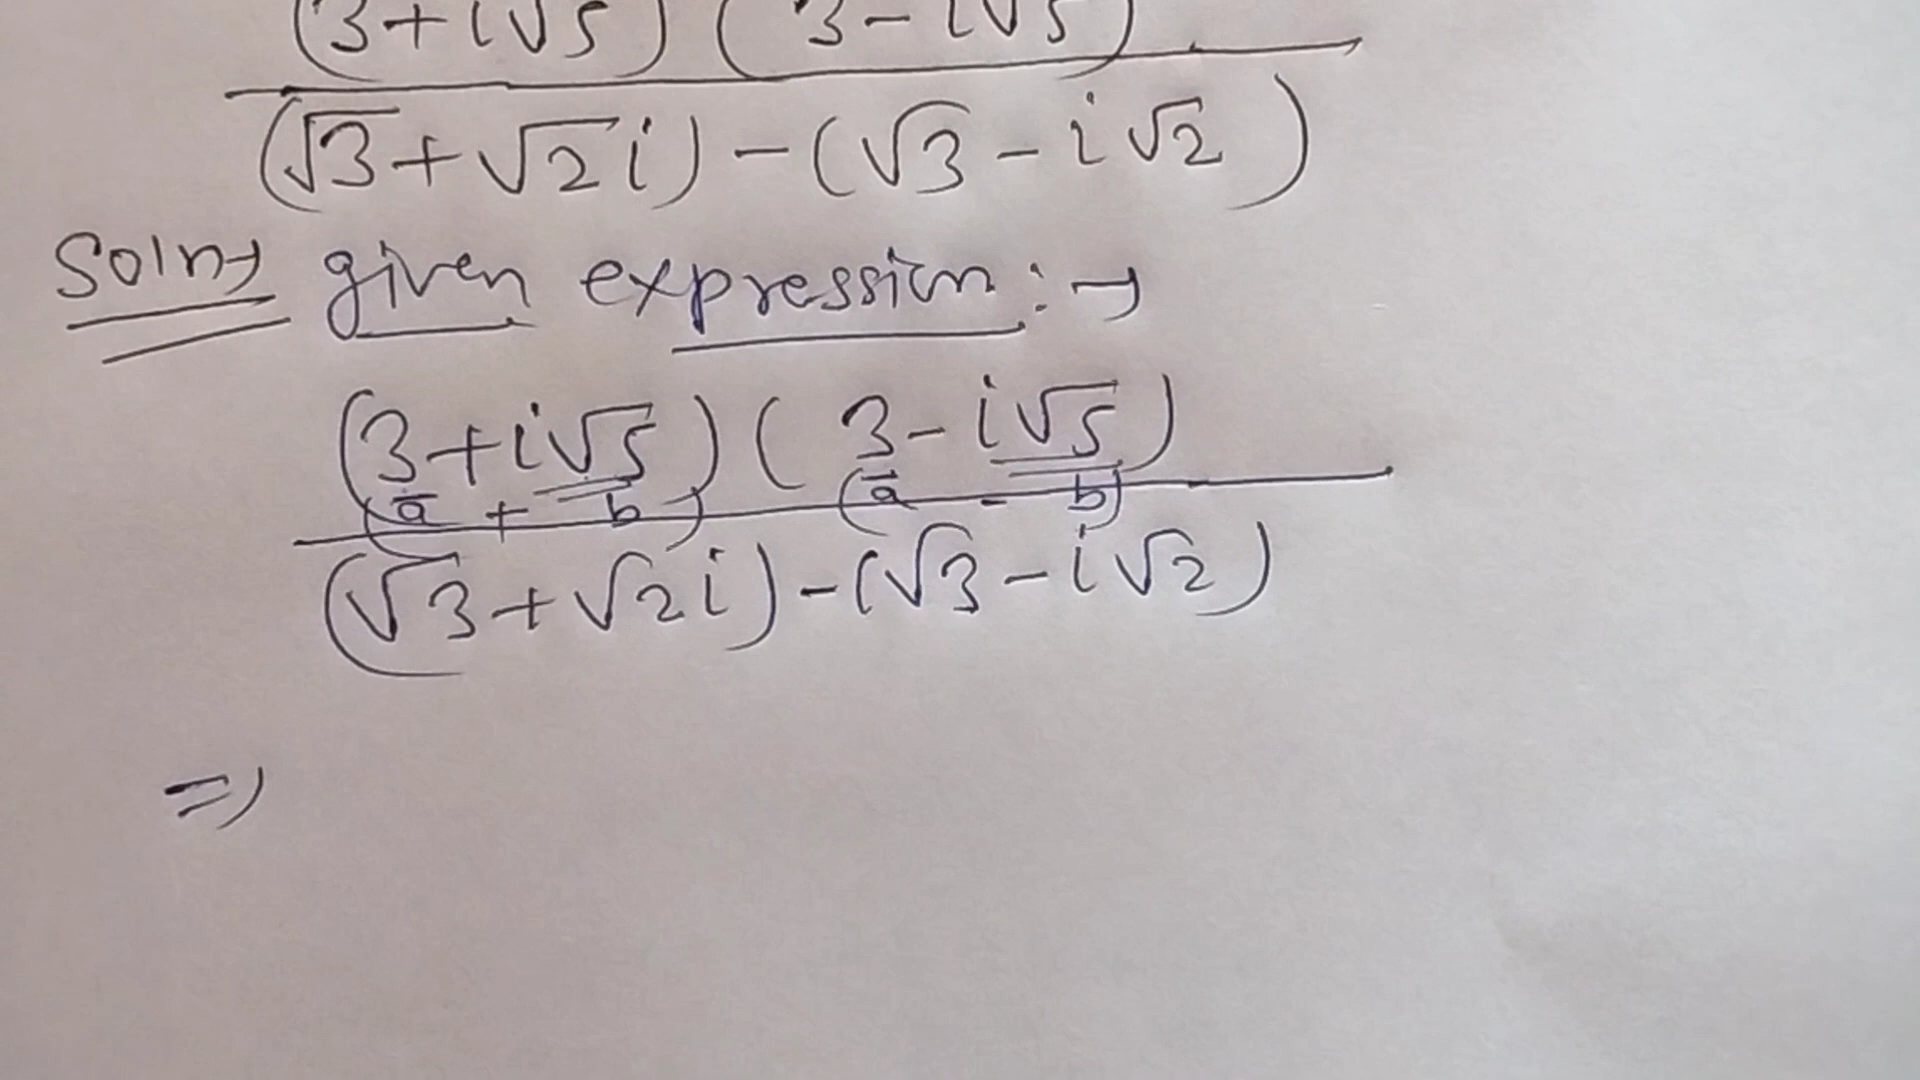 (3+i√5) (3-i√5)
(√3+√2i)-(√3-i√2)
Soln→ given expression:→
(3+i√5)(3-i√5)
(a + b) (a - b)
(√3+√2i)-(√3-i√2)
=)